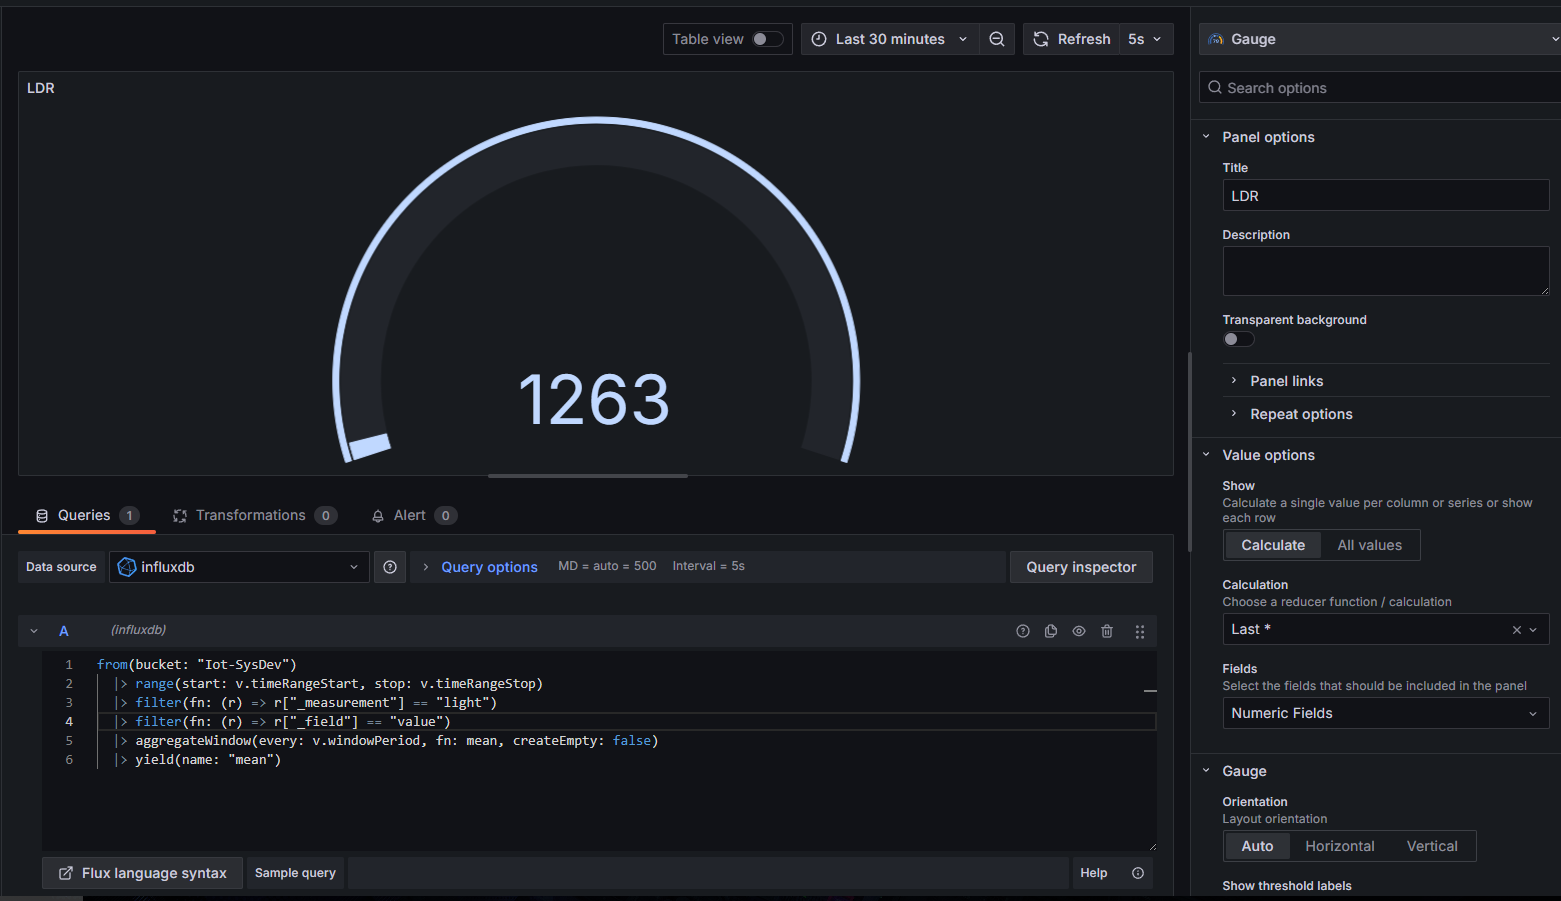 Table view
Last 30 minutes
Refresh
5s
Gauge
LDR
1263
Search options
Panel options
Title
LDR
Description
Transparent background
Panel links
Repeat options
Value options
Show
Calculate a single value per column or series or show
each row
Calculate
All values
Calculation
Choose a reducer function / calculation
Last *
Fields
Select the fields that should be included in the panel
Numeric Fields
Gauge
Orientation
Layout orientation
Auto
Horizontal
Vertical
Show threshold labels
Queries 1
Transformations 0
Alert 0
Data source
influxdb
Query options
MD = auto = 500
Interval = 5s
Query inspector
A
(influxdb)
1 from(bucket: "Iot-SysDev")
2 |> range(start: v.timeRangeStart, stop: v.timeRangeStop)
3 |> filter(fn: (r) => r["_measurement"] == "light")
4 |> filter(fn: (r) => r["_field"] == "value")
5 |> aggregateWindow(every: v.windowPeriod, fn: mean, createEmpty: false)
6 |> yield(name: "mean")
Flux language syntax
Sample query
Help